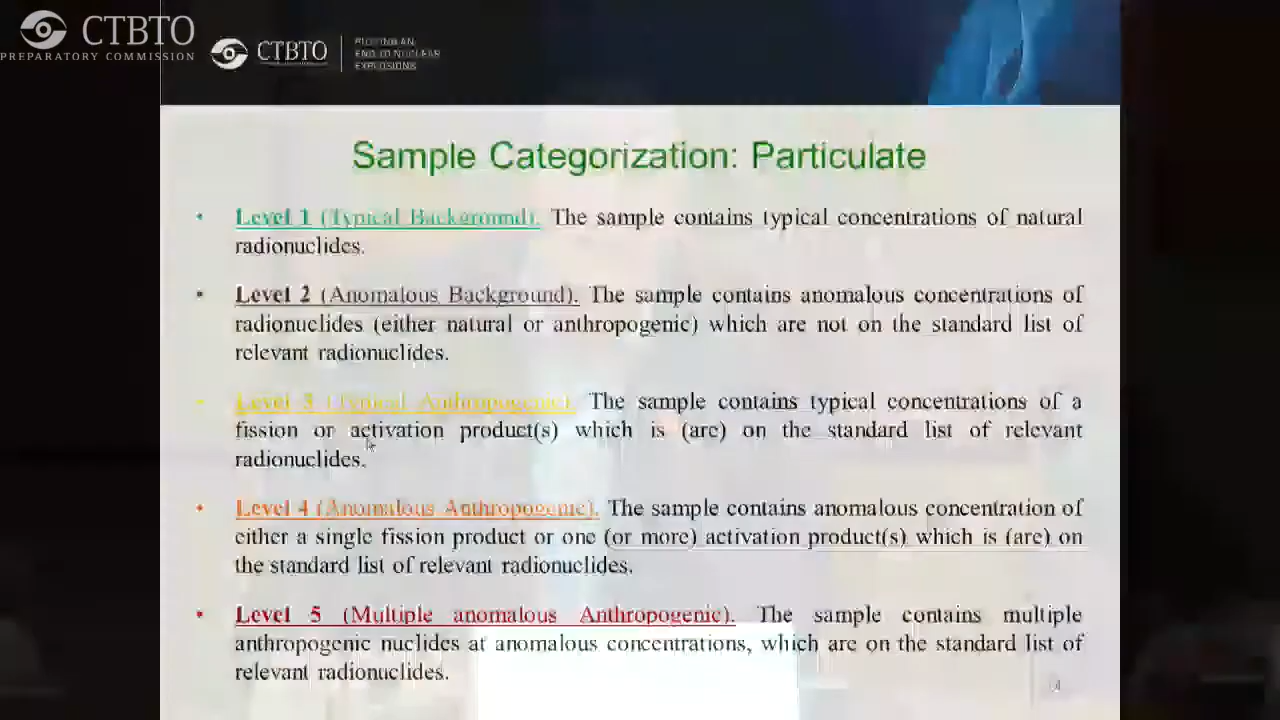 CTBTO
PREPARATORY COMMISSION
CTBTO
PUTTING AN
END TO NUCLEAR
EXPLOSIONS
Sample Categorization: Particulate
• Level 1 (Typical Background). The sample contains typical concentrations of natural
radionuclides.
• Level 2 (Anomalous Background). The sample contains anomalous concentrations of
radionuclides (either natural or anthropogenic) which are not on the standard list of
relevant radionuclides.
• Level 3 (Typical Anthropogenic). The sample contains typical concentrations of a
fission or activation product(s) which is (are) on the standard list of relevant
radionuclides.
• Level 4 (Anomalous Anthropogenic). The sample contains anomalous concentration of
either a single fission product or one (or more) activation product(s) which is (are) on
the standard list of relevant radionuclides.
• Level 5 (Multiple anomalous Anthropogenic). The sample contains multiple
anthropogenic nuclides at anomalous concentrations, which are on the standard list of
relevant radionuclides.